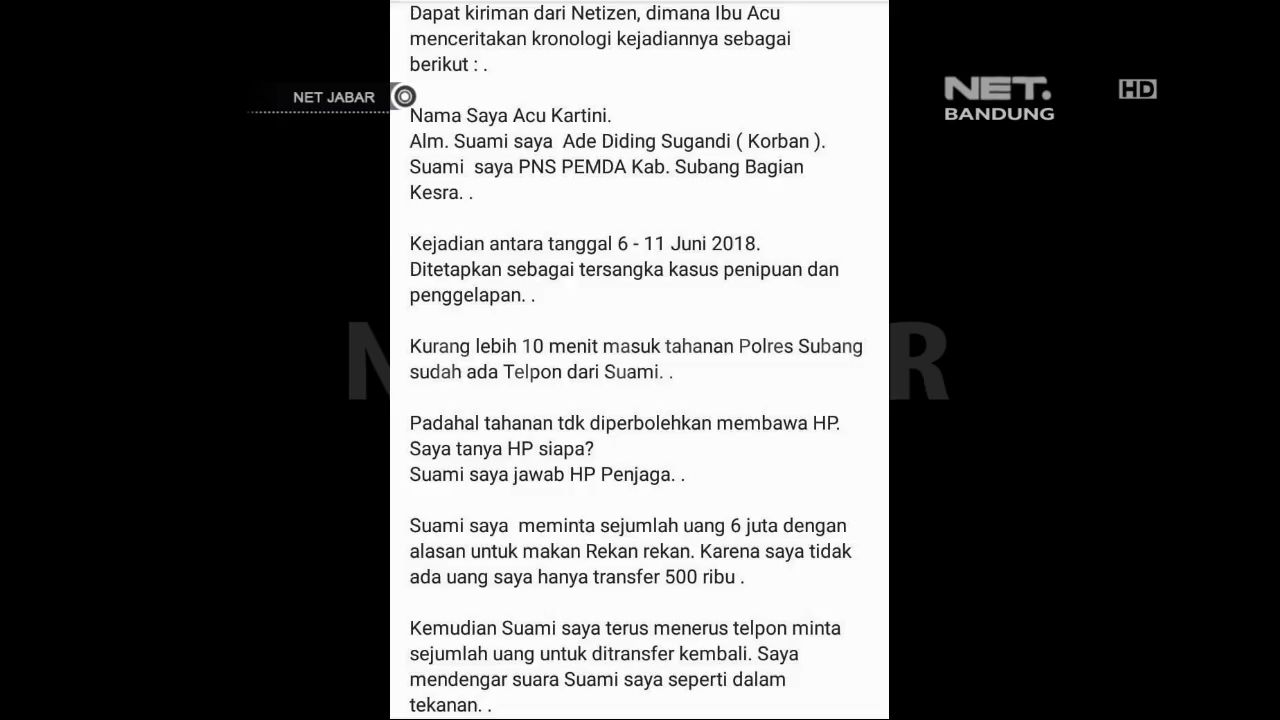 Dapat kiriman dari Netizen, dimana Ibu Acu
menceritakan kronologi kejadiannya sebagai
berikut : .
NET JABAR
NET.
BANDUNG
HD
Nama Saya Acu Kartini.
Alm. Suami saya  Ade Diding Sugandi ( Korban ).
Suami  saya PNS PEMDA Kab. Subang Bagian
Kesra. .
Kejadian antara tanggal 6 - 11 Juni 2018.
Ditetapkan sebagai tersangka kasus penipuan dan
penggelapan. .
Kurang lebih 10 menit masuk tahanan Polres Subang
sudah ada Telpon dari Suami. .
Padahal tahanan tdk diperbolehkan membawa HP.
Saya tanya HP siapa?
Suami saya jawab HP Penjaga. .
Suami saya  meminta sejumlah uang 6 juta dengan
alasan untuk makan Rekan rekan. Karena saya tidak
ada uang saya hanya transfer 500 ribu .
Kemudian Suami saya terus menerus telpon minta
sejumlah uang untuk ditransfer kembali. Saya
mendengar suara Suami saya seperti dalam
tekanan. .